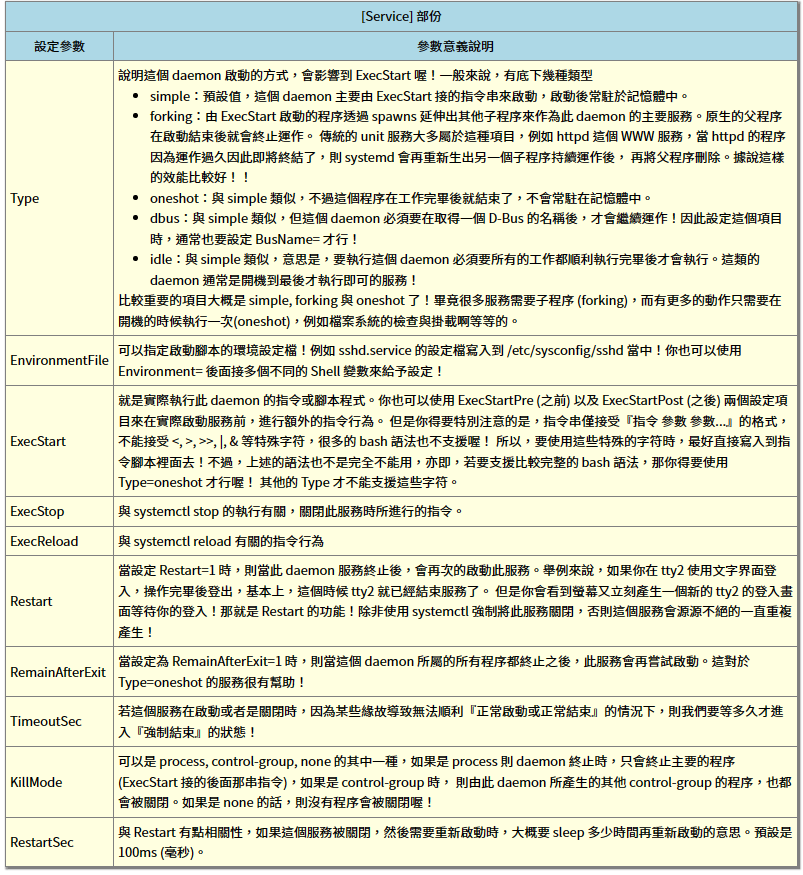 [Service] 部份
設定參數
參數意義說明
Type
說明這個 daemon 啟動的方式，會影響到 ExecStart 喔！一般來說，有底下幾種類型
• simple：預設值，這個 daemon 主要由 ExecStart 接的指令串來啟動，啟動後常駐於記憶體中。
• forking：由 ExecStart 啟動的程序透過 spawns 延伸出其他子程序來作為此 daemon 的主要服務。原生的父程序
在啟動結束後就會終止運作。 傳統的 unit 服務大多屬於這種項目，例如 httpd 這個 WWW 服務，當 httpd 的程序
因為運作過久因此即將終結了，則 systemd 會再重新生出另一個子程序持續運作後， 再將父程序刪除。據說這樣
的效能比較好！！
• oneshot：與 simple 類似，不過這個程序在工作完畢後就結束了，不會常駐在記憶體中。
• dbus：與 simple 類似，但這個 daemon 必須要在取得一個 D-Bus 的名稱後，才會繼續運作！因此設定這個項目
時，通常也要設定 BusName= 才行！
• idle：與 simple 類似，意思是，要執行這個 daemon 必須要所有的工作都順利執行完畢後才會執行。這類的
daemon 通常是開機到最後才執行即可的服務！
比較重要的項目大概是 simple, forking 與 oneshot 了！畢竟很多服務需要子程序 (forking)，而有更多的動作只需要在
開機的時候執行一次(oneshot)，例如檔案系統的檢查與掛載啊等等的。
EnvironmentFile
可以指定啟動腳本的環境設定檔！例如 sshd.service 的設定檔寫入到 /etc/sysconfig/sshd 當中！你也可以使用
Environment= 後面接多個不同的 Shell 變數來給予設定！
ExecStart
就是實際執行此 daemon 的指令或腳本程式。你也可以使用 ExecStartPre (之前) 以及 ExecStartPost (之後) 兩個設定項
目來在實際啟動服務前，進行額外的指令行為。 但是你得要特別注意的是，指令串僅接受『指令 參數 參數...』的格式，
不能接受 <, >, >>, |, & 等特殊字符，很多的 bash 語法也不支援喔！ 所以，要使用這些特殊的字符時，最好直接寫入到指
令腳本裡面去！不過，上述的語法也不是完全不能用，亦即，若要支援比較完整的 bash 語法，那你得要使用
Type=oneshot 才行喔！ 其他的 Type 才不能支援這些字符。
ExecStop
與 systemctl stop 的執行有關，關閉此服務時所進行的指令。
ExecReload
與 systemctl reload 有關的指令行為
Restart
當設定 Restart=1 時，則當此 daemon 服務終止後，會再次的啟動此服務。舉例來說，如果你在 tty2 使用文字界面登
入，操作完畢後登出，基本上，這個時候 tty2 就已經結束服務了。 但是你會看到螢幕又立刻產生一個新的 tty2 的登入畫
面等待你的登入！那就是 Restart 的功能！除非使用 systemctl 強制將此服務關閉，否則這個服務會源源不絕的一直重複
產生！
RemainAfterExit
當設定為 RemainAfterExit=1 時，則當這個 daemon 所屬的所有程序都終止之後，此服務會再嘗試啟動。這對於
Type=oneshot 的服務很有幫助！
TimeoutSec
若這個服務在啟動或者是關閉時，因為某些緣故導致無法順利『正常啟動或正常結束』的情況下，則我們要等多久才進
入『強制結束』的狀態！
KillMode
可以是 process, control-group, none 的其中一種，如果是 process 則 daemon 終止時，只會終止主要的程序
(ExecStart 接的後面那串指令)，如果是 control-group 時， 則由此 daemon 所產生的其他 control-group 的程序，也都
會被關閉。如果是 none 的話，則沒有程序會被關閉喔！
RestartSec
與 Restart 有點相關性，如果這個服務被關閉，然後需要重新啟動時，大概要 sleep 多少時間再重新啟動的意思。預設是
100ms (毫秒)。